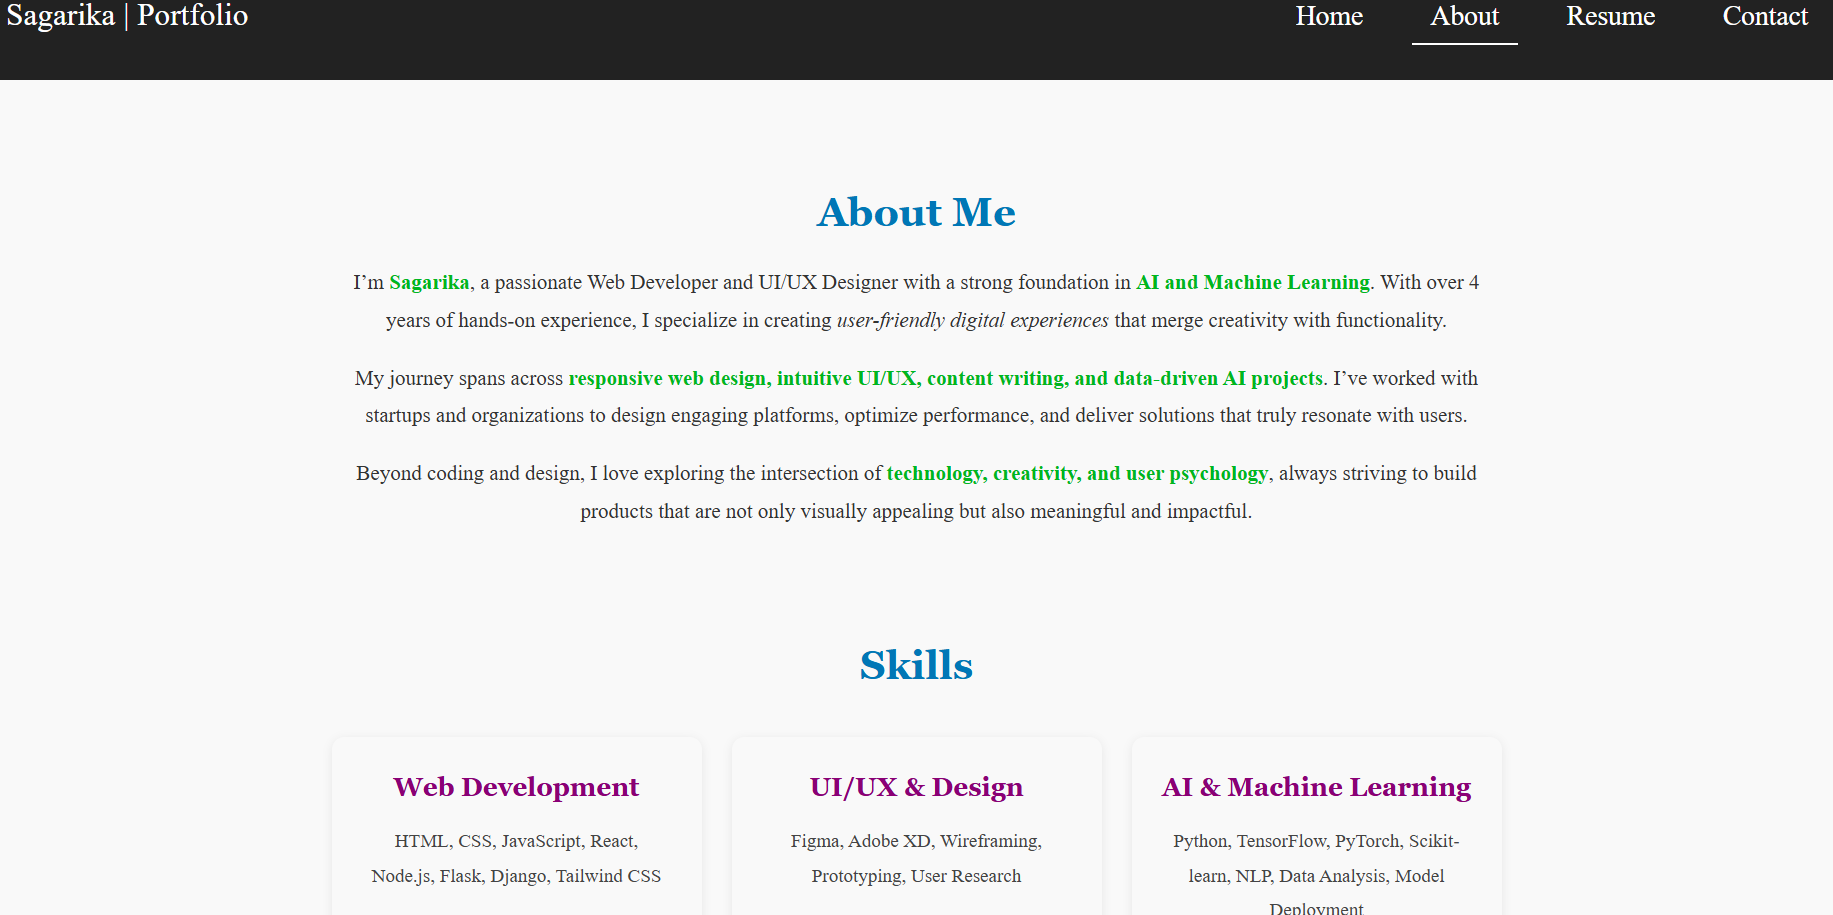 Sagarika | Portfolio
Home
About
Resume
Contact
About Me
I’m Sagarika, a passionate Web Developer and UI/UX Designer with a strong foundation in AI and Machine Learning. With over 4
years of hands-on experience, I specialize in creating user-friendly digital experiences that merge creativity with functionality.
My journey spans across responsive web design, intuitive UI/UX, content writing, and data-driven AI projects. I’ve worked with
startups and organizations to design engaging platforms, optimize performance, and deliver solutions that truly resonate with users.
Beyond coding and design, I love exploring the intersection of technology, creativity, and user psychology, always striving to build
products that are not only visually appealing but also meaningful and impactful.
Skills
Web Development
HTML, CSS, JavaScript, React,
Node.js, Flask, Django, Tailwind CSS
UI/UX & Design
Figma, Adobe XD, Wireframing,
Prototyping, User Research
AI & Machine Learning
Python, TensorFlow, PyTorch, Scikit-
learn, NLP, Data Analysis, Model
Deployment